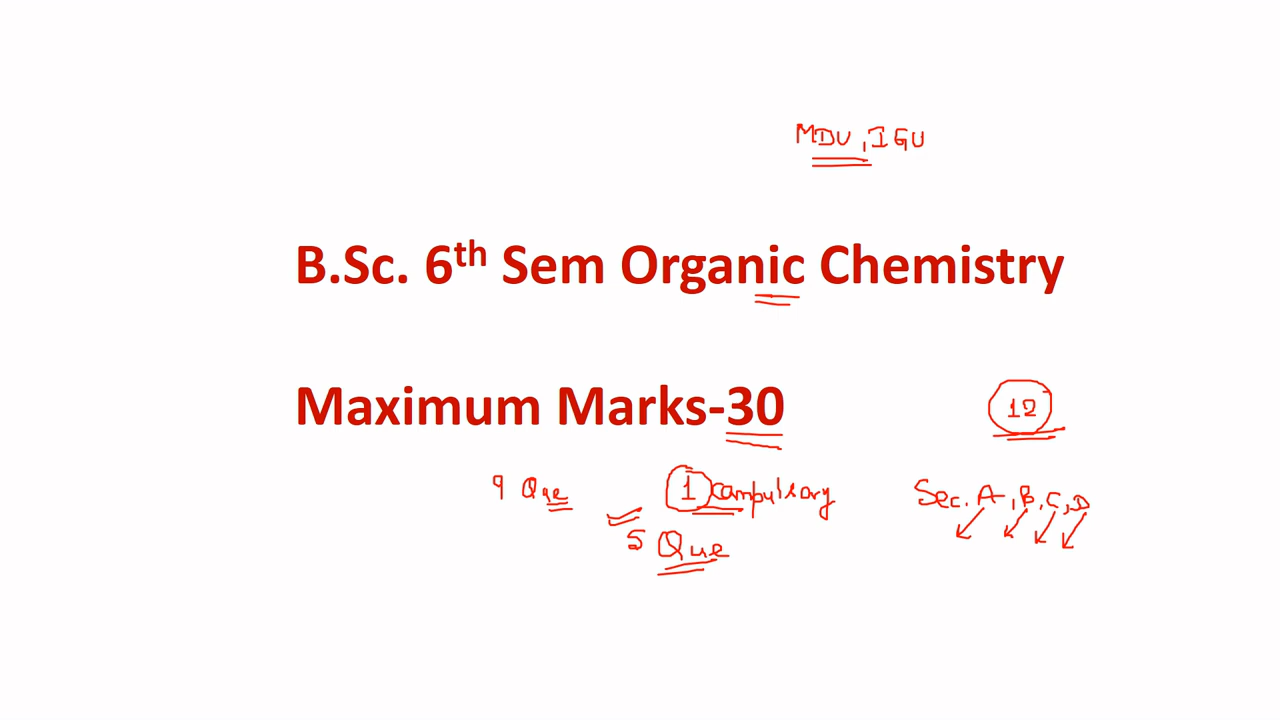 MDU, IGU
B.Sc. 6th Sem Organic Chemistry
Maximum Marks-30
12
9 Que 1 Compulsory Sec. A, B, C, D
5 Que